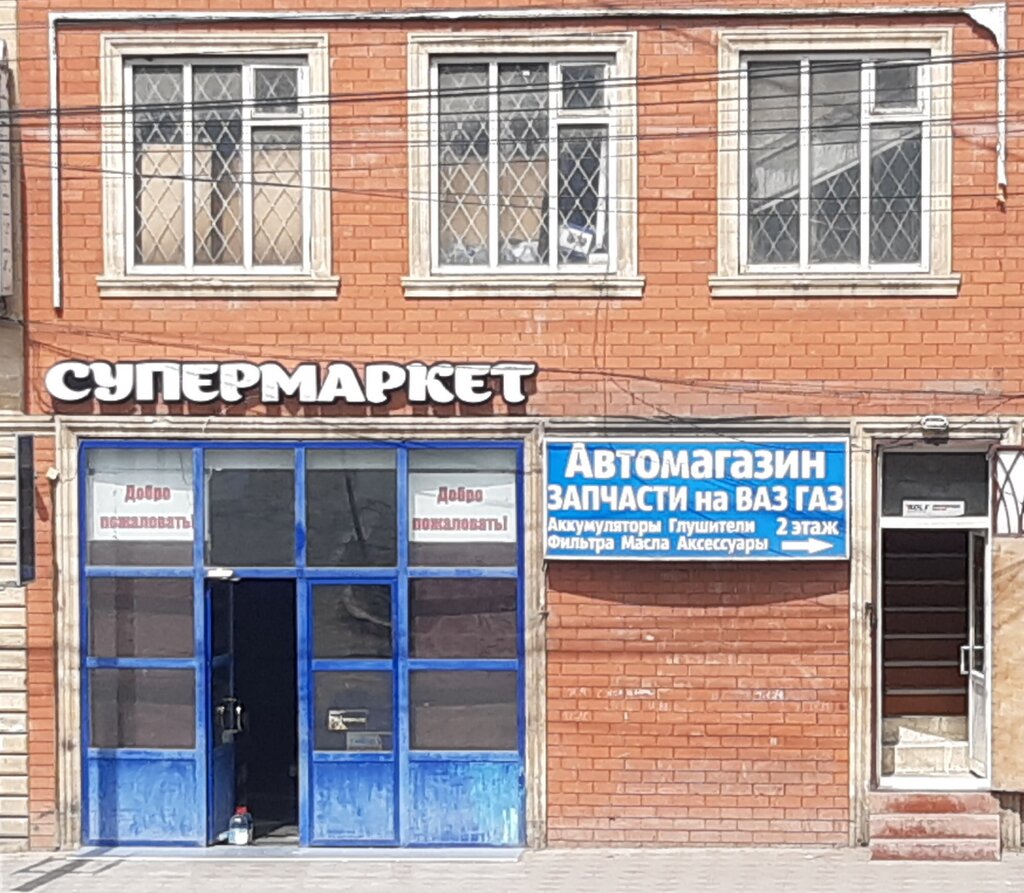 СУПЕРМАРКЕТ
Добро
пожаловать!
Добро
пожаловать!
Автомагазин
ЗАПЧАСТИ на ВАЗ ГАЗ
Аккумуляторы Глушители 2 этаж
Фильтра Масла Аксессуары